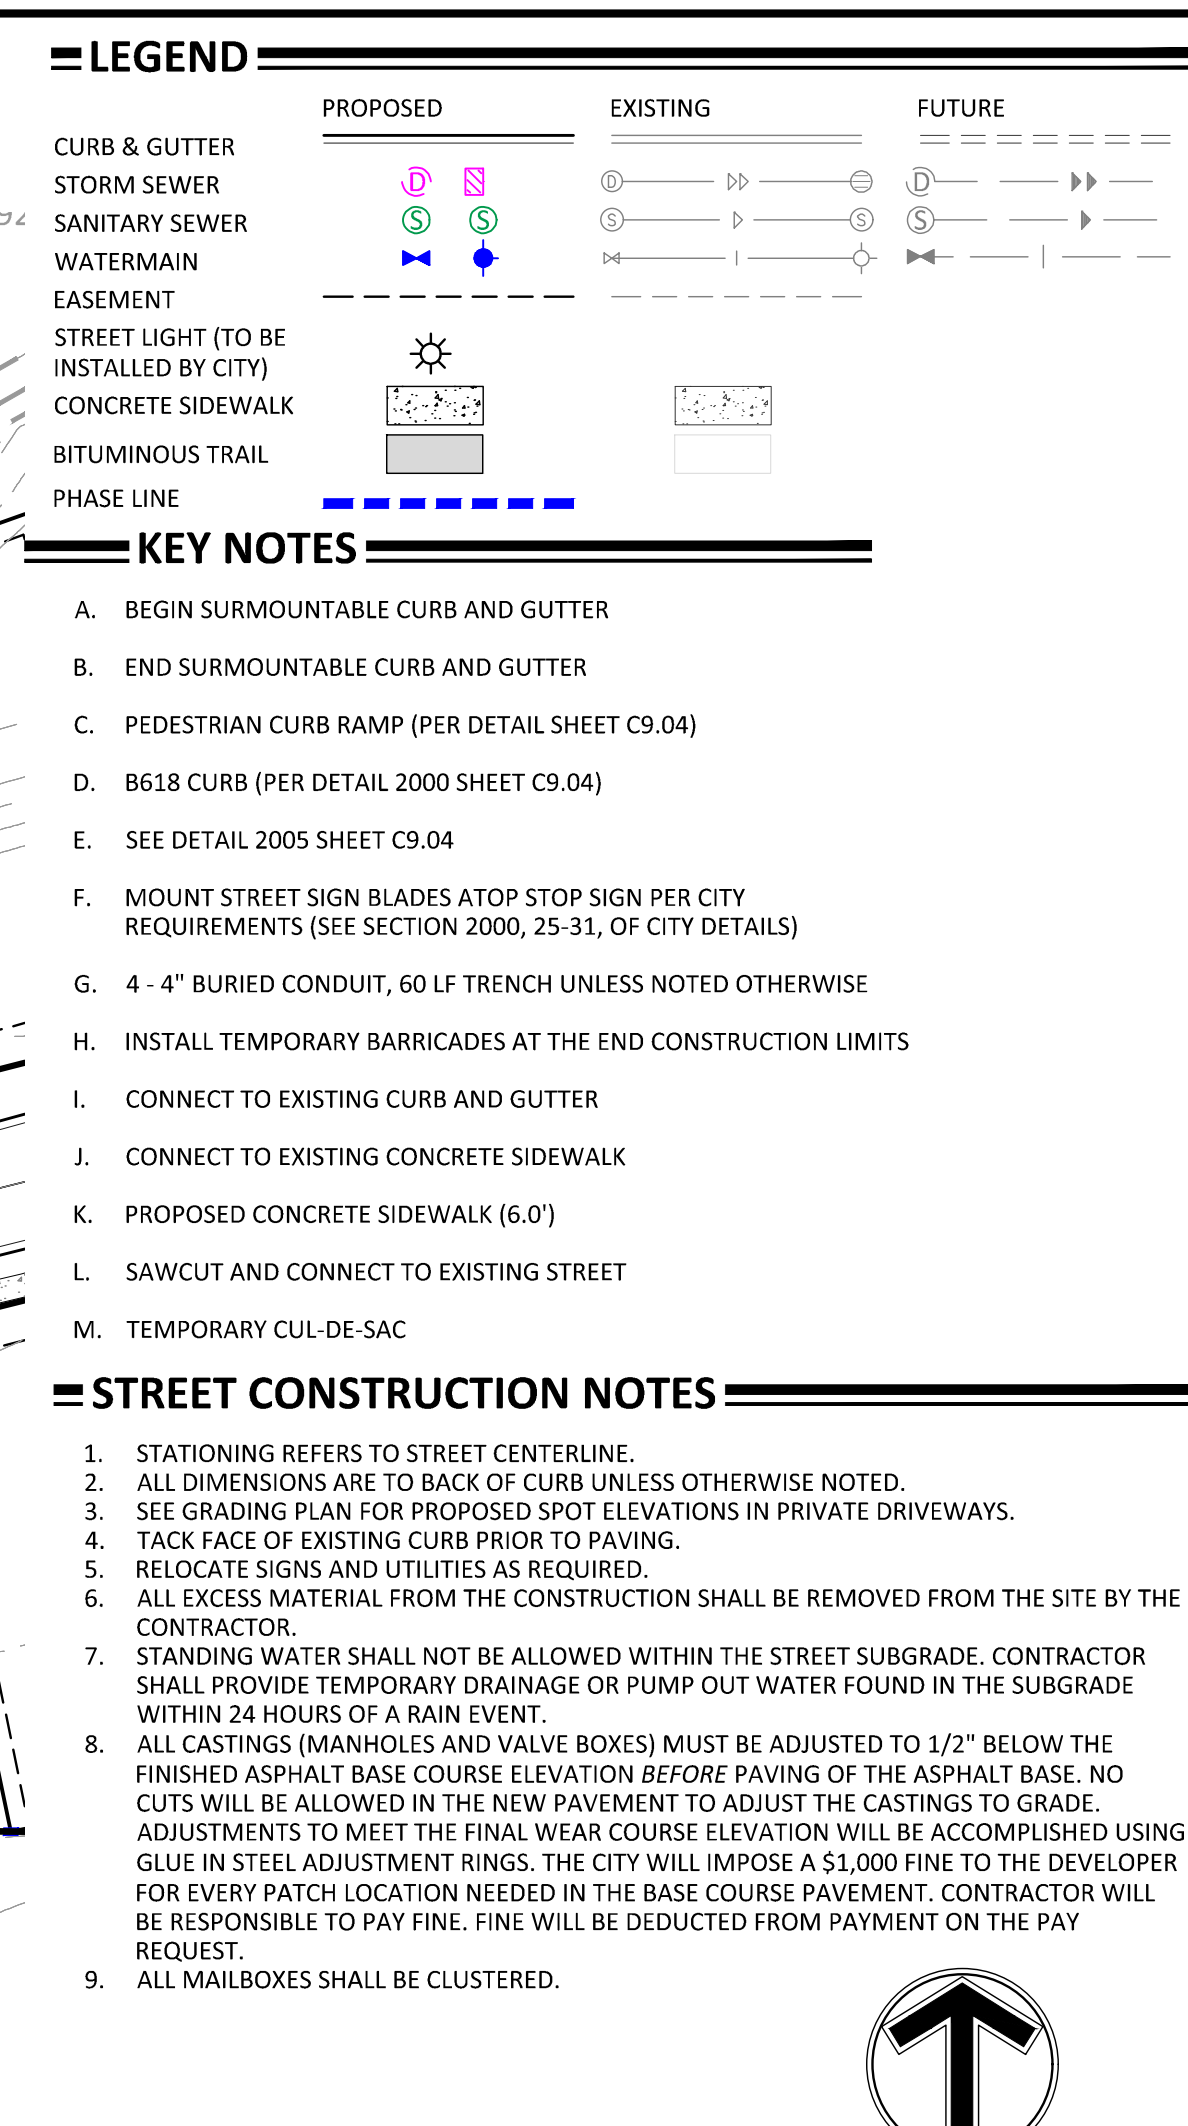 LEGEND
PROPOSED EXISTING FUTURE
CURB & GUTTER
STORM SEWER D D D
SANITARY SEWER S S S S S
WATERMAIN
EASEMENT
STREET LIGHT (TO BE
INSTALLED BY CITY)
CONCRETE SIDEWALK
BITUMINOUS TRAIL
PHASE LINE
KEY NOTES
A. BEGIN SURMOUNTABLE CURB AND GUTTER
B. END SURMOUNTABLE CURB AND GUTTER
C. PEDESTRIAN CURB RAMP (PER DETAIL SHEET C9.04)
D. B618 CURB (PER DETAIL 2000 SHEET C9.04)
E. SEE DETAIL 2005 SHEET C9.04
F. MOUNT STREET SIGN BLADES ATOP STOP SIGN PER CITY
REQUIREMENTS (SEE SECTION 2000, 25-31, OF CITY DETAILS)
G. 4 - 4" BURIED CONDUIT, 60 LF TRENCH UNLESS NOTED OTHERWISE
H. INSTALL TEMPORARY BARRICADES AT THE END CONSTRUCTION LIMITS
I. CONNECT TO EXISTING CURB AND GUTTER
J. CONNECT TO EXISTING CONCRETE SIDEWALK
K. PROPOSED CONCRETE SIDEWALK (6.0')
L. SAWCUT AND CONNECT TO EXISTING STREET
M. TEMPORARY CUL-DE-SAC
STREET CONSTRUCTION NOTES
1. STATIONING REFERS TO STREET CENTERLINE.
2. ALL DIMENSIONS ARE TO BACK OF CURB UNLESS OTHERWISE NOTED.
3. SEE GRADING PLAN FOR PROPOSED SPOT ELEVATIONS IN PRIVATE DRIVEWAYS.
4. TACK FACE OF EXISTING CURB PRIOR TO PAVING.
5. RELOCATE SIGNS AND UTILITIES AS REQUIRED.
6. ALL EXCESS MATERIAL FROM THE CONSTRUCTION SHALL BE REMOVED FROM THE SITE BY THE
CONTRACTOR.
7. STANDING WATER SHALL NOT BE ALLOWED WITHIN THE STREET SUBGRADE. CONTRACTOR
SHALL PROVIDE TEMPORARY DRAINAGE OR PUMP OUT WATER FOUND IN THE SUBGRADE
WITHIN 24 HOURS OF A RAIN EVENT.
8. ALL CASTINGS (MANHOLES AND VALVE BOXES) MUST BE ADJUSTED TO 1/2" BELOW THE
FINISHED ASPHALT BASE COURSE ELEVATION BEFORE PAVING OF THE ASPHALT BASE. NO
CUTS WILL BE ALLOWED IN THE NEW PAVEMENT TO ADJUST THE CASTINGS TO GRADE.
ADJUSTMENTS TO MEET THE FINAL WEAR COURSE ELEVATION WILL BE ACCOMPLISHED USING
GLUE IN STEEL ADJUSTMENT RINGS. THE CITY WILL IMPOSE A $1,000 FINE TO THE DEVELOPER
FOR EVERY PATCH LOCATION NEEDED IN THE BASE COURSE PAVEMENT. CONTRACTOR WILL
BE RESPONSIBLE TO PAY FINE. FINE WILL BE DEDUCTED FROM PAYMENT ON THE PAY
REQUEST.
9. ALL MAILBOXES SHALL BE CLUSTERED.